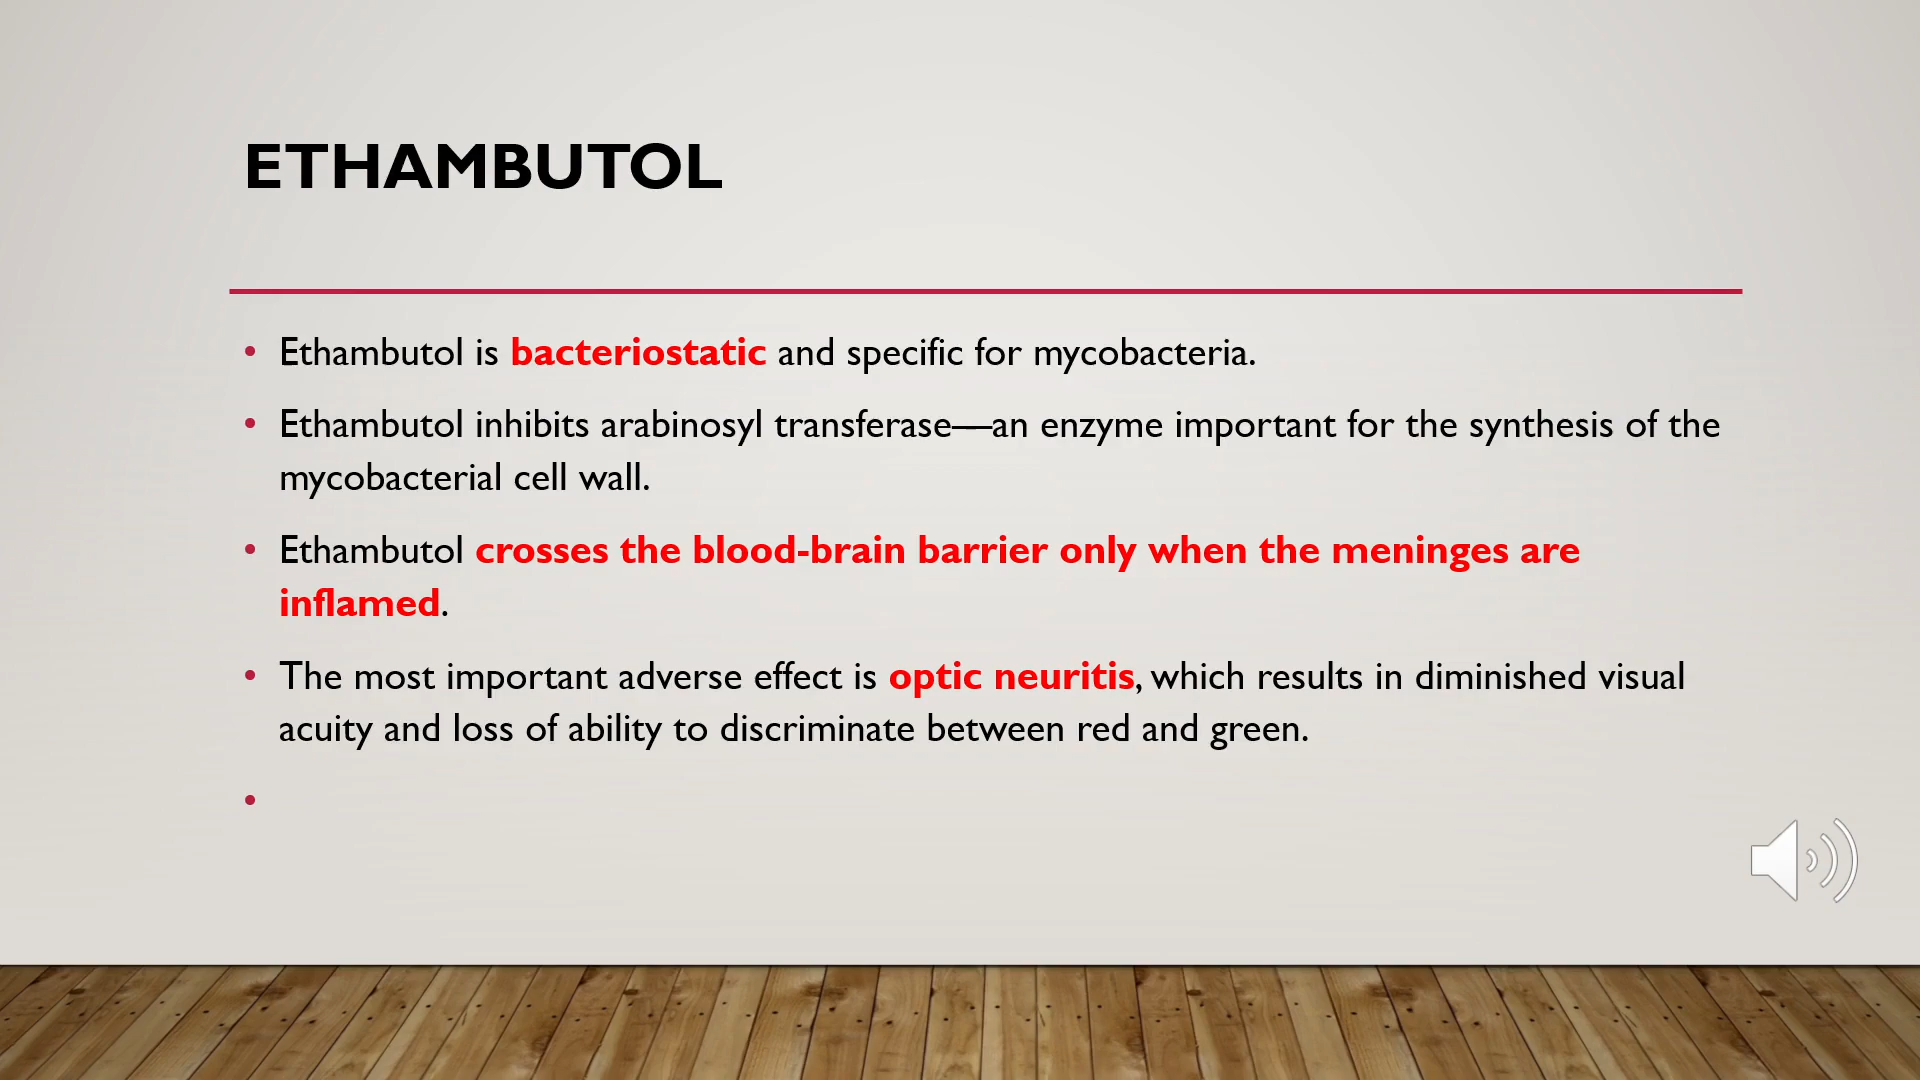 ETHAMBUTOL
• Ethambutol is bacteriostatic and specific for mycobacteria.
• Ethambutol inhibits arabinosyl transferase—an enzyme important for the synthesis of the
mycobacterial cell wall.
• Ethambutol crosses the blood-brain barrier only when the meninges are
inflamed.
• The most important adverse effect is optic neuritis, which results in diminished visual
acuity and loss of ability to discriminate between red and green.
•